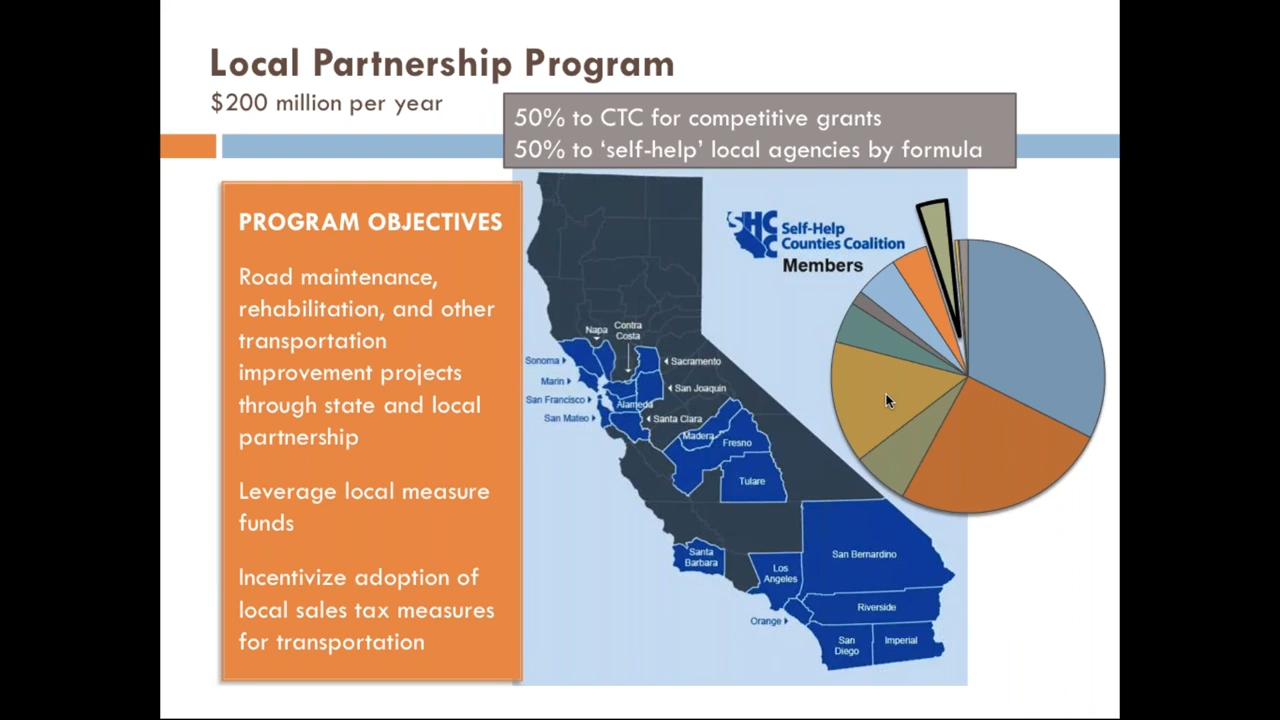 Local Partnership Program
$200 million per year
50% to CTC for competitive grants
50% to ‘self-help’ local agencies by formula
PROGRAM OBJECTIVES
Road maintenance,
rehabilitation, and other
transportation
improvement projects
through state and local
partnership
Leverage local measure
funds
Incentivize adoption of
local sales tax measures
for transportation
SHCC
Self-Help
Counties Coalition
Members
Napa
Contra
Costa
Sonoma
Sacramento
Marin
San Joaquin
San Francisco
Alameda
San Mateo
Santa Clara
Madera
Fresno
Tulare
Santa
Barbara
Los
Angeles
San Bernardino
Orange
Riverside
San
Diego
Imperial